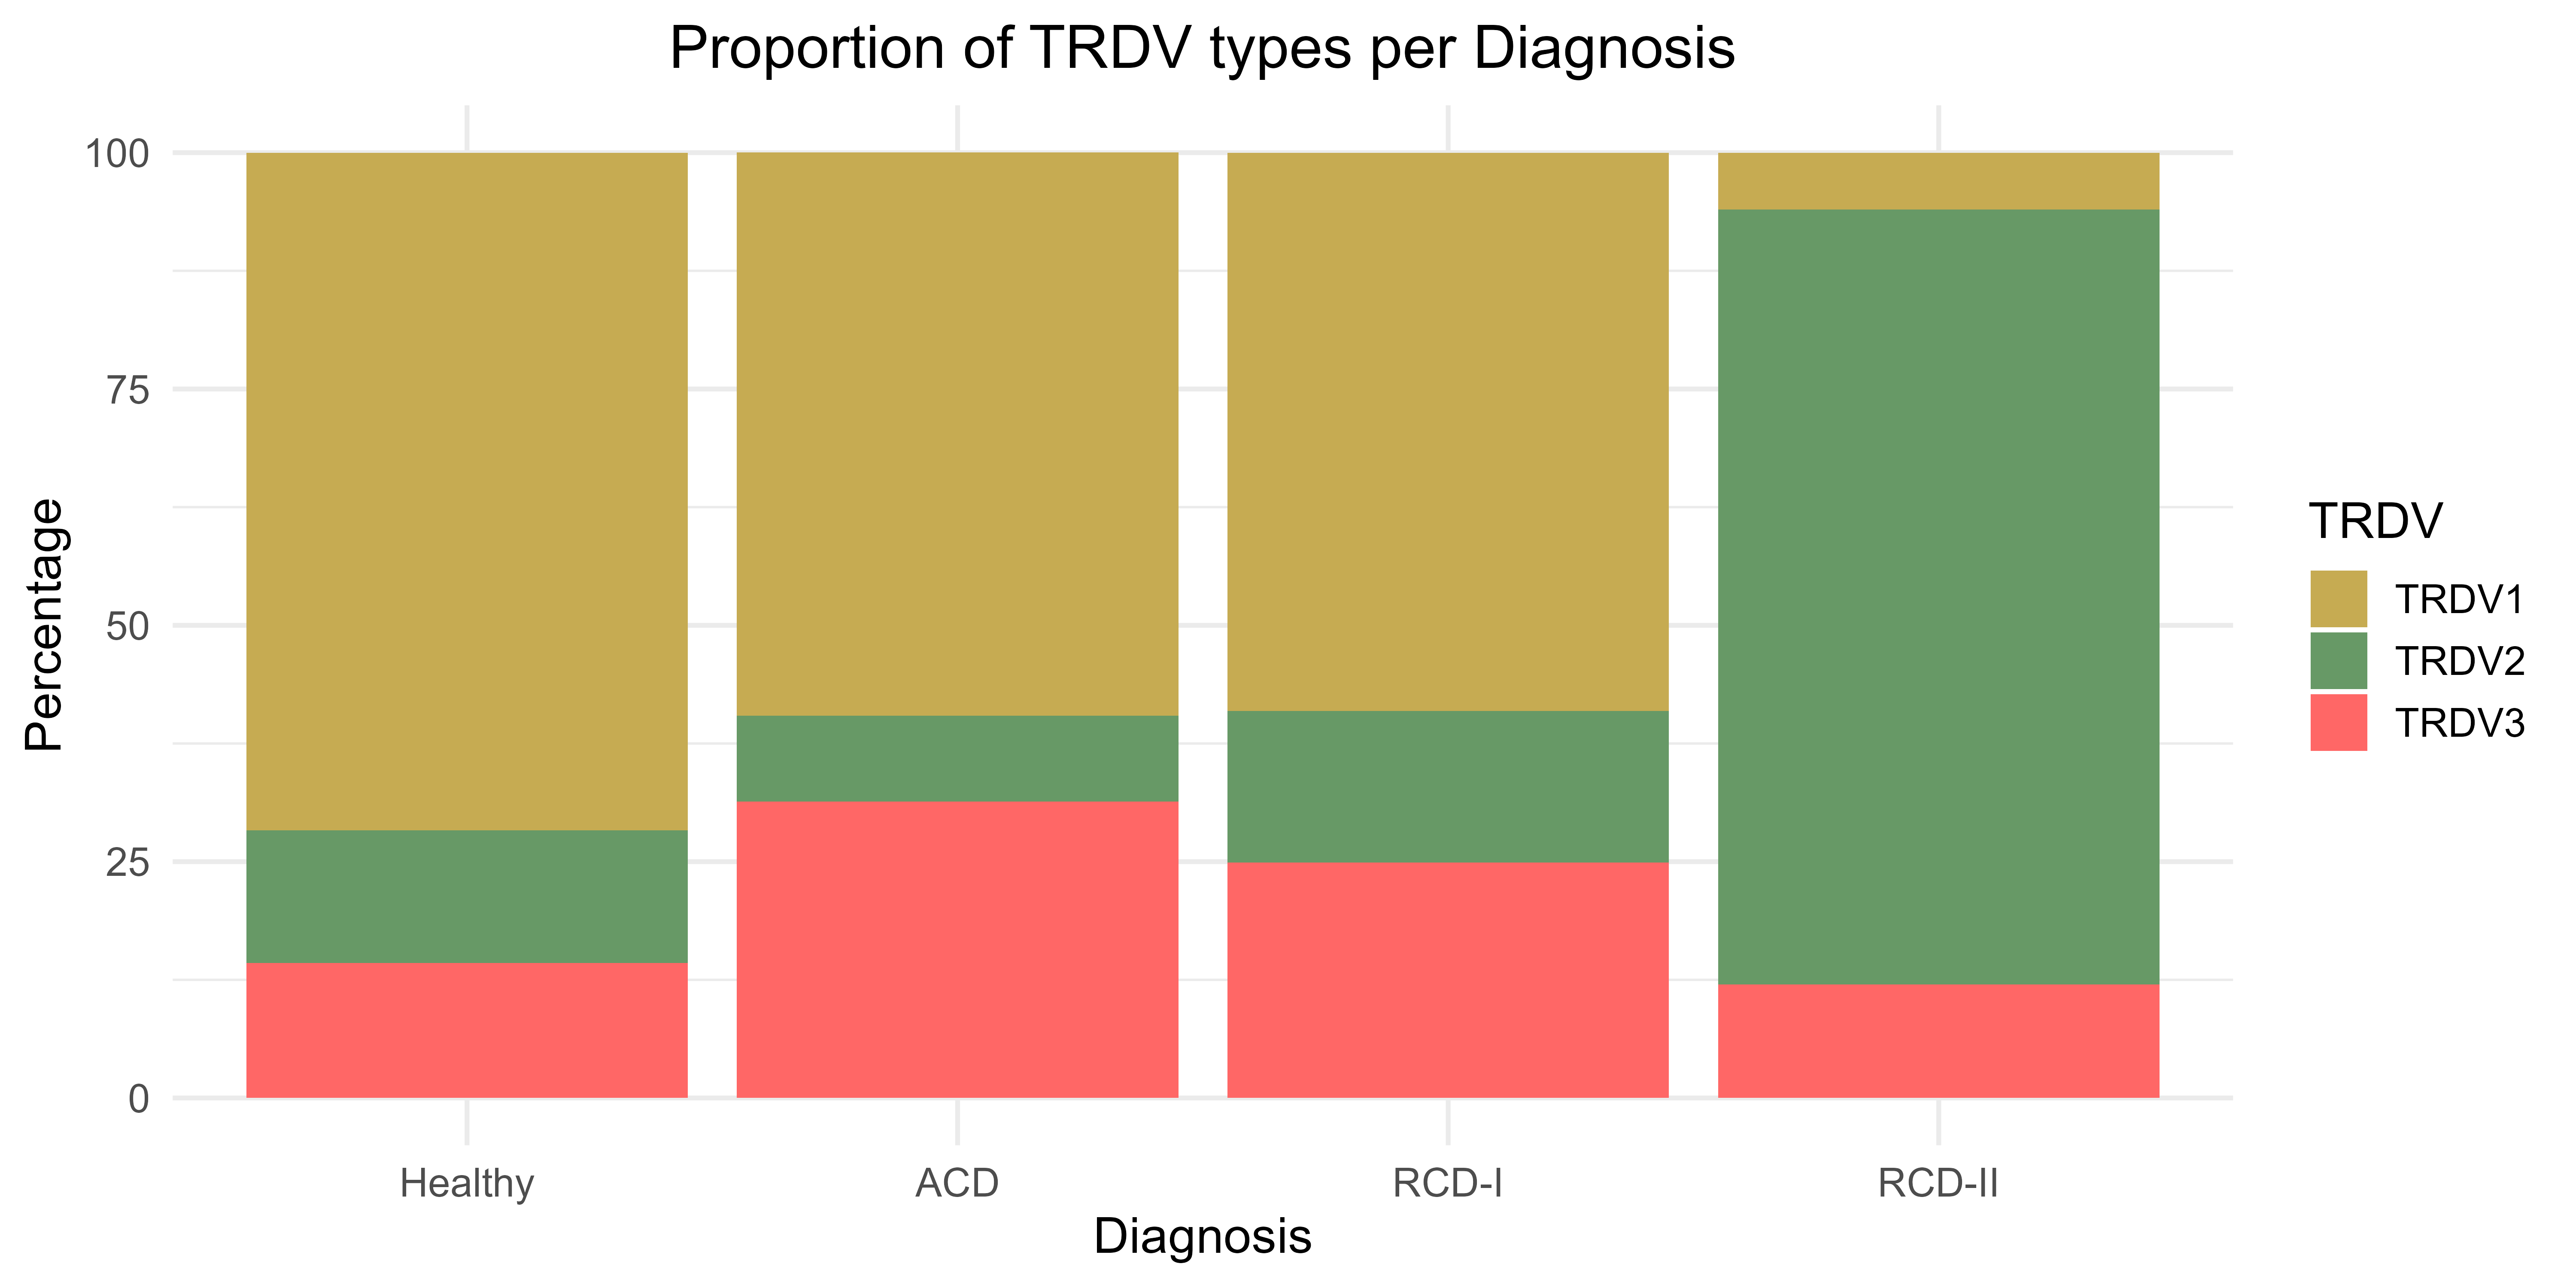 Proportion of TRDV types per Diagnosis
Percentage
100
75
50
25
0
Healthy
ACD
RCD-I
RCD-II
Diagnosis
TRDV
TRDV1
TRDV2
TRDV3